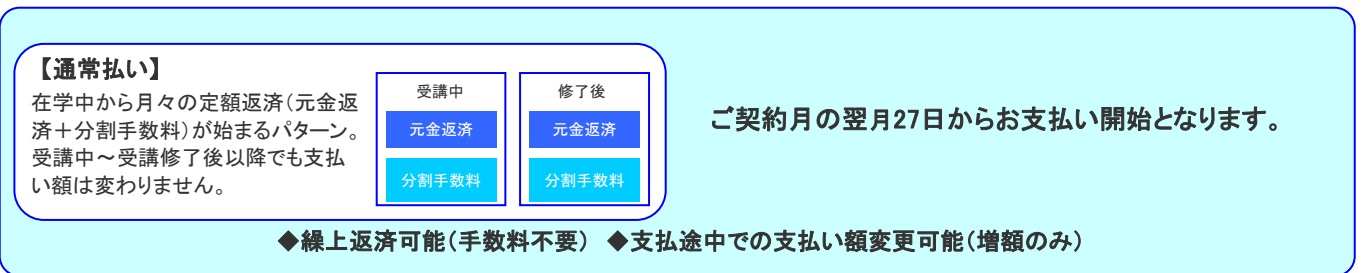 【通常払い】
在学中から月々の定額返済(元金返
済+分割手数料)が始まるパターン。
受講中~受講修了後以降でも支払
い額は変わりません。
受講中
元金返済
分割手数料
修了後
元金返済
分割手数料
ご契約月の翌月27日からお支払い開始となります。
◆繰上返済可能(手数料不要) ◆支払途中での支払い額変更可能(増額のみ)